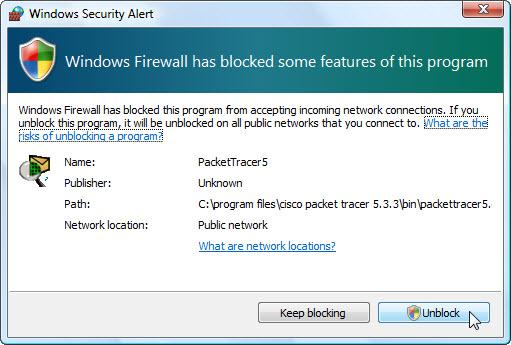 Windows Security Alert
Windows Firewall has blocked some features of this program
Windows Firewall has blocked this program from accepting incoming network connections. If you
unblock this program, it will be unblocked on all public networks that you connect to. What are the
risks of unblocking a program?
Name: PacketTracer5
Publisher: Unknown
Path: C:\program files\cisco packet tracer 5.3.3\bin\packettracer5.
Network location: Public network
What are network locations?
Keep blocking Unblock